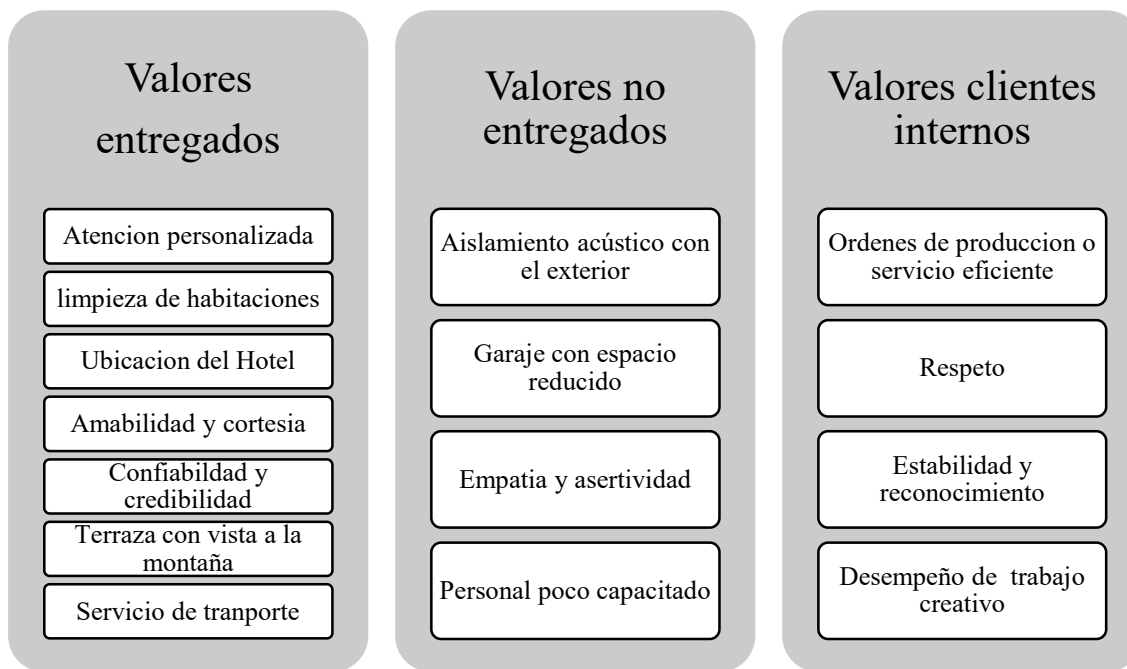 Valores
entregados
Atencion personalizada
limpieza de habitaciones
Ubicacion del Hotel
Amabilidad y cortesia
Confiabildad y
credibilidad
Terraza con vista a la
montaña
Servicio de tranporte
Valores no
entregados
Aislamiento acústico con
el exterior
Garaje con espacio
reducido
Empatia y asertividad
Personal poco capacitado
Valores clientes
internos
Ordenes de produccion o
servicio eficiente
Respeto
Estabilidad y
reconocimiento
Desempeño de trabajo
creativo